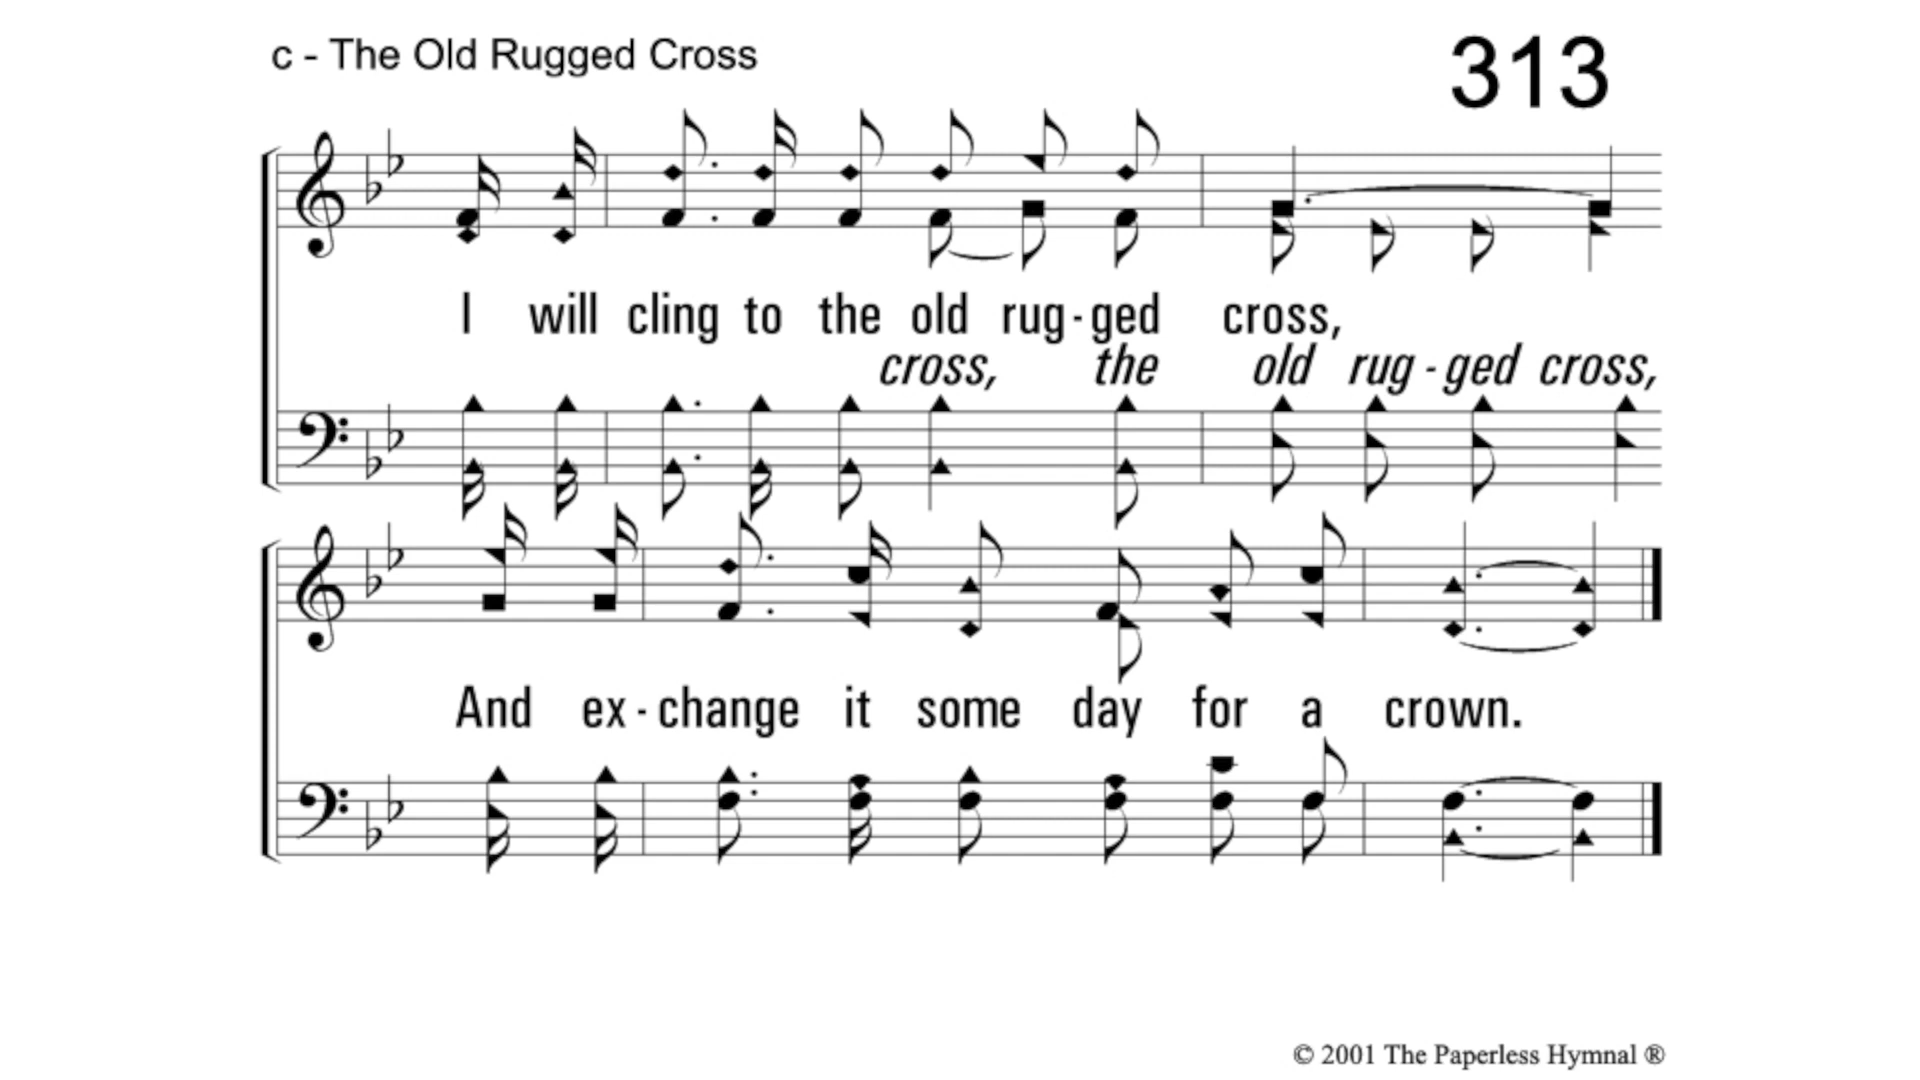 c - The Old Rugged Cross
313
I will cling to the old rug - ged cross,
cross, the old rug - ged cross,
And ex - change it some day for a crown.
© 2001 The Paperless Hymnal ®